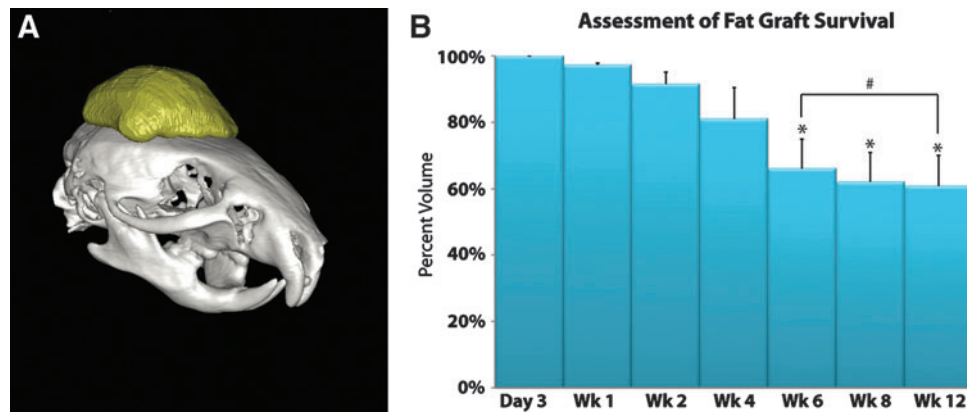 A
B
Assessment of Fat Graft Survival
Percent Volume
100%
80%
60%
40%
20%
0%
#
* * *
Day 3 Wk 1 Wk 2 Wk 4 Wk 6 Wk 8 Wk 12